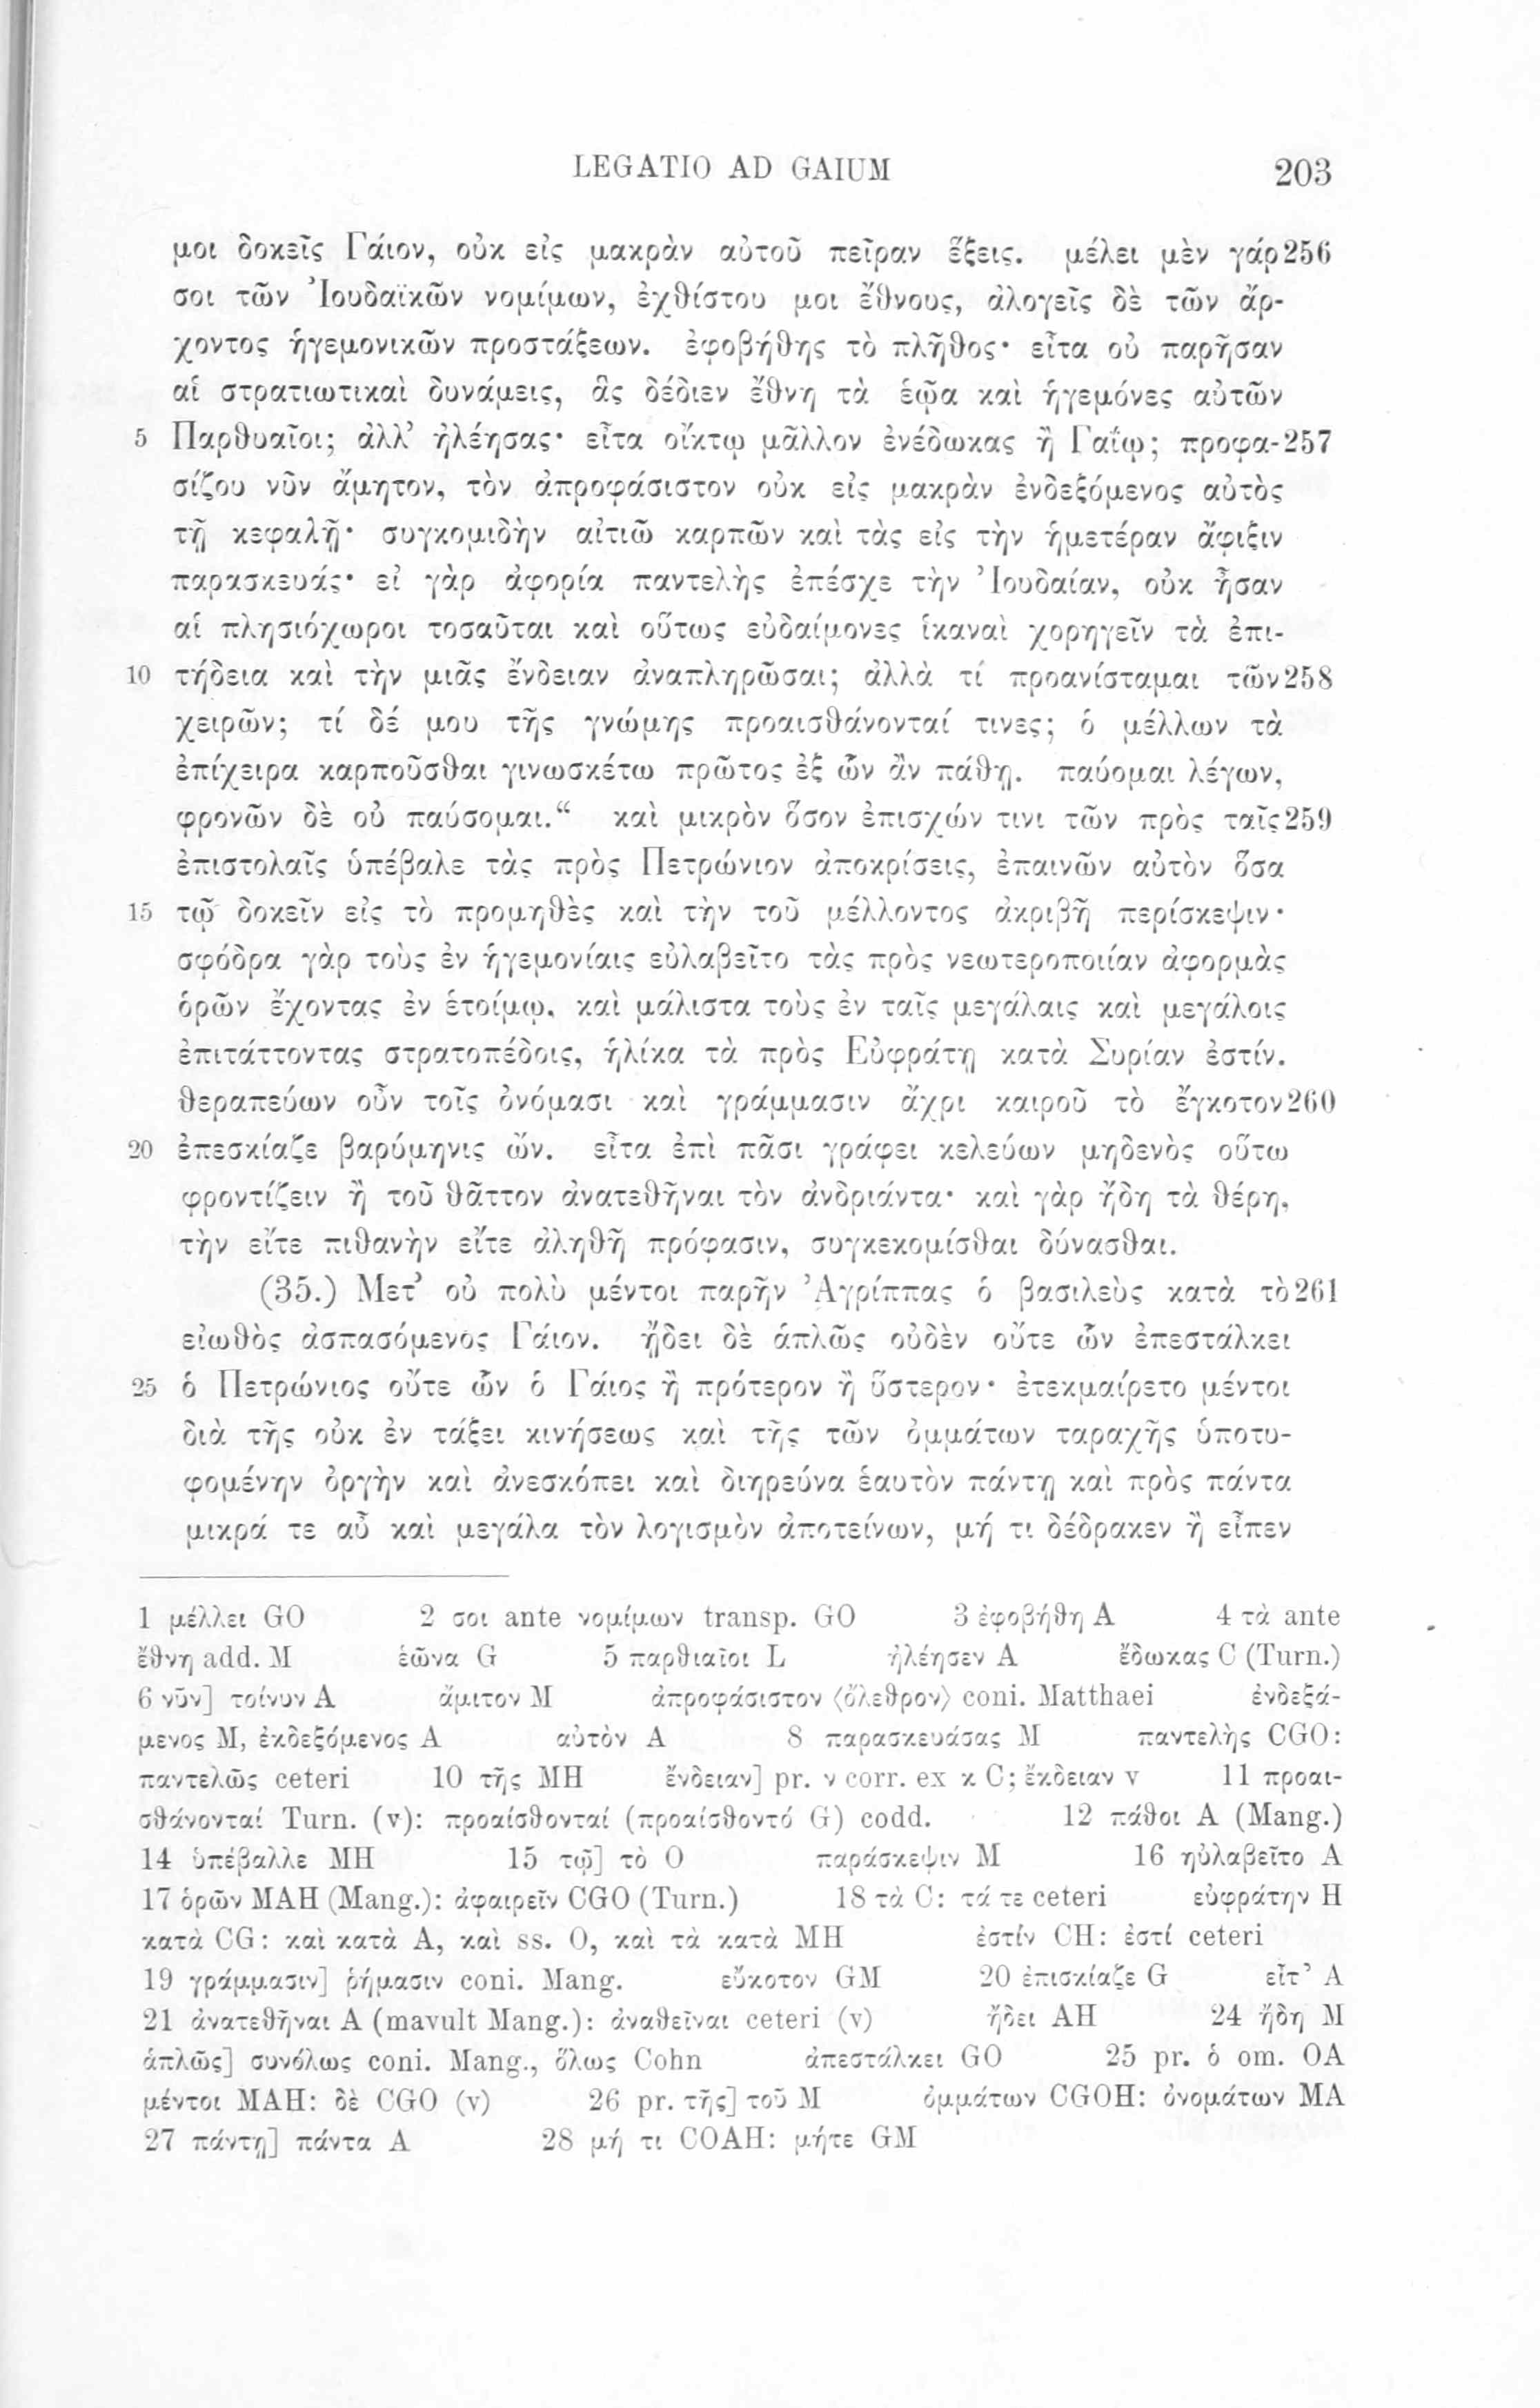 LEGATIO AD GAIUM 203
μοι δοκεῖς Γάιον, οὐκ εἰς μακρὰν αὐτοῦ πεῖραν ἕξεις. μέλει μὲν γάρ 256
σοι τῶν Ἰουδαϊκῶν νομίμων, ἐχθίστου μοι ἔθνους, ἀλογεῖς δὲ τῶν ἄρ-
χοντος ἡγεμονικῶν προστάξεων. ἐφοβήθης τὸ πλῆθος· εἶτα οὐ παρῆσαν
αἱ στρατιωτικαὶ δυνάμεις, ἃς δέδιεν ἔθνη τὰ ἑῷα καὶ ἡγεμόνες αὐτῶν
5 Παρθυαῖοι; ἀλλ’ ἠλέησας· εἶτα οἴκτῳ μᾶλλον ἐνέδωκας ἢ Γαΐῳ; προφα- 257
σίζου νῦν ἄμητον, τὸν ἀπροφάσιστον οὐκ εἰς μακρὰν ἐνδεξόμενος αὐτὸς
τῇ κεφαλῇ· συγκομιδὴν αἰτιῶ καρπῶν καὶ τὰς εἰς τὴν ἡμετέραν ἄφιξιν
παρασκευάς· εἰ γὰρ ἀφορία παντελὴς ἐπέσχε τὴν Ἰουδαίαν, οὐκ ἦσαν
αἱ πλησιόχωροι τοσαῦται καὶ οὕτως εὐδαίμονες ἱκαναὶ χορηγεῖν τὰ ἐπι-
10 τήδεια καὶ τὴν μιᾶς ἔνδειαν ἀναπληρῶσαι; ἀλλὰ τί προανίσταμαι τῶν 258
χειρῶν; τί δέ μου τῆς γνώμης προαισθάνονταί τινες; ὁ μέλλων τὰ
ἐπίχειρα καρποῦσθαι γινωσκέτω πρῶτος ἐξ ὧν ἂν πάθῃ. παύομαι λέγων,
φρονῶν δὲ οὐ παύσομαι.“ καὶ μικρὸν ὅσον ἐπισχών τινι τῶν πρὸς ταῖς 259
ἐπιστολαῖς ὑπέβαλε τὰς πρὸς Πετρώνιον ἀποκρίσεις, ἐπαινῶν αὐτὸν ὅσα
15 τῷ δοκεῖν εἰς τὸ προμηθὲς καὶ τὴν τοῦ μέλλοντος ἀκριβῆ περίσκεψιν·
σφόδρα γὰρ τοὺς ἐν ἡγεμονίαις εὐλαβεῖτο τὰς πρὸς νεωτεροποιίαν ἀφορμὰς
ὁρῶν ἔχοντας ἐν ἑτοίμῳ, καὶ μάλιστα τοὺς ἐν ταῖς μεγάλαις καὶ μεγάλοις
ἐπιτάττοντας στρατοπέδοις, ἡλίκα τὰ πρὸς Εὐφράτῃ κατὰ Συρίαν ἐστίν.
θεραπεύων οὖν τοῖς ὀνόμασι καὶ γράμμασιν ἄχρι καιροῦ τὸ ἔγκοτον 260
20 ἐπεσκίαζε βαρύμηνις ὤν. εἶτα ἐπὶ πᾶσι γράφει κελεύων μηδενὸς οὕτω
φροντίζειν ἢ τοῦ θᾶττον ἀνατεθῆναι τὸν ἀνδριάντα· καὶ γὰρ ἤδη τὰ θέρη,
τὴν εἴτε πιθανὴν εἴτε ἀληθῆ πρόφασιν, συγκεκομίσθαι δύνασθαι.
(35.) Μετ’ οὐ πολὺ μέντοι παρῆν Ἀγρίππας ὁ βασιλεὺς κατὰ τὸ 261
εἰωθὸς ἀσπασόμενος Γάιον. ᾔδει δὲ ἁπλῶς οὐδὲν οὔτε ὧν ἐπεστάλκει
25 ὁ Πετρώνιος οὔτε ὧν ὁ Γάιος ἢ πρότερον ἢ ὕστερον· ἐτεκμαίρετο μέντοι
διὰ τῆς οὐκ ἐν τάξει κινήσεως καὶ τῆς τῶν ὀμμάτων ταραχῆς ὑποτυ-
φομένην ὀργὴν καὶ ἀνεσκόπει καὶ διηρεύνα ἑαυτὸν πάντῃ καὶ πρὸς πάντα
μικρά τε αὖ καὶ μεγάλα τὸν λογισμὸν ἀποτείνων, μή τι δέδρακεν ἢ εἶπεν
1 μέλλει GO 2 σοι ante νομίμων transp. GO 3 ἐφοβήθη A 4 τὰ ante
ἔθνη add. M ἑῶνα G 5 παρθιαῖοι L ἠλέησεν A ἔδωκας C (Turn.)
6 νῦν] τοίνυν A ἄμιτον M ἀπροφάσιστον ⟨ὄλεθρον⟩ coni. Matthaei ἐνδεξά-
μενος M, ἐκδεξόμενος A αὐτὸν A 8 παρασκευάσας M παντελὴς CGO:
παντελῶς ceteri 10 τῆς MH ἔνδειαν] pr. ν corr. ex κ C; ἔκδειαν v 11 προαι-
σθάνονταί Turn. (v): προαίσθονταί (προαίσθοντό G) codd. 12 πάθοι A (Mang.)
14 ὑπέβαλλε MH 15 τῷ] τὸ O παράσκεψιν M 16 ηὐλαβεῖτο A
17 ὁρῶν MAH (Mang.): ἀφαιρεῖν CGO (Turn.) 18 τὰ C: τά τε ceteri εὐφράτην H
κατὰ CG: καὶ κατὰ A, καὶ ss. O, καὶ τὰ κατὰ MH ἐστίν CH: ἐστί ceteri
19 γράμμασιν] ῥήμασιν coni. Mang. εὔκοτον GM 20 ἐπισκίαζε G εἶτ’ A
21 ἀνατεθῆναι A (mavult Mang.): ἀναθεῖναι ceteri (v) ἤδει AH 24 ἤδη M
ἁπλῶς] συνόλως coni. Mang., ὅλως Cohn ἀπεστάλκει GO 25 pr. ὁ om. OA
μέντοι MAH: δὲ CGO (v) 26 pr. τῆς] τοῦ M ὀμμάτων CGOH: ὀνομάτων MA
27 πάντῃ] πάντα A 28 μή τι COAH: μήτε GM